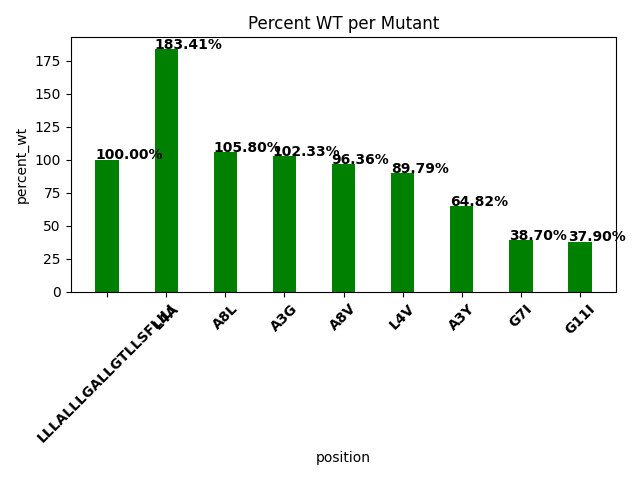 Percent WT per Mutant
percent_wt
175
150
125
100
75
50
25
0
100.00%
183.41%
105.80%
102.33%
96.36%
89.79%
64.82%
38.70%
37.90%
L4A
A8L
A3G
A8V
L4V
A3Y
G7I
G11I
position